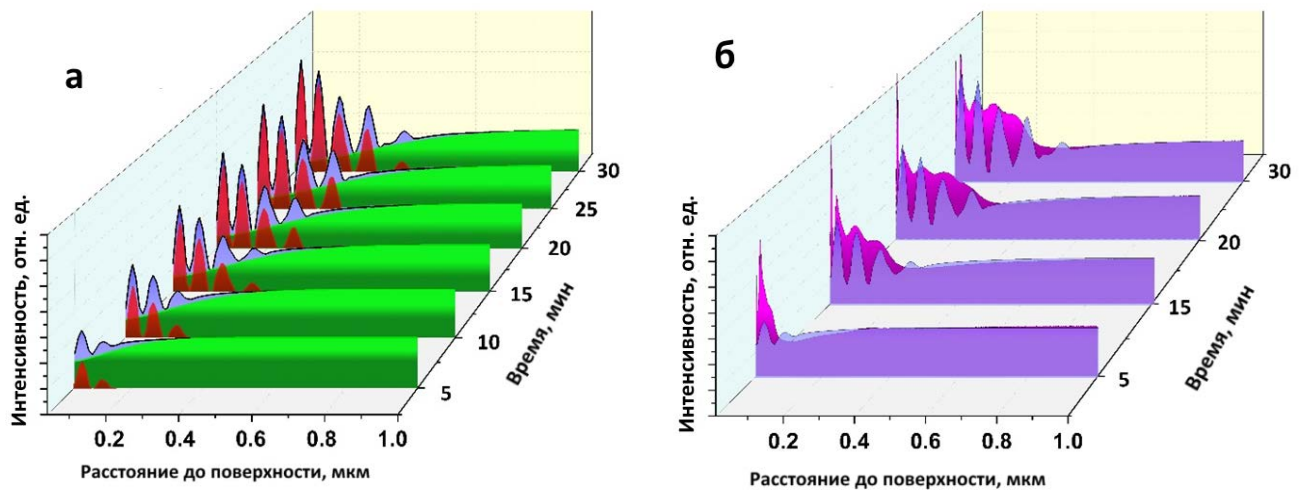 а
Интенсивность, отн. ед.
30
25
20
15
10
5
Время, мин
0.2 0.4 0.6 0.8 1.0
Расстояние до поверхности, мкм
б
Интенсивность, отн. ед.
30
20
15
5
Время, мин
0.2 0.4 0.6 0.8 1.0
Расстояние до поверхности, мкм